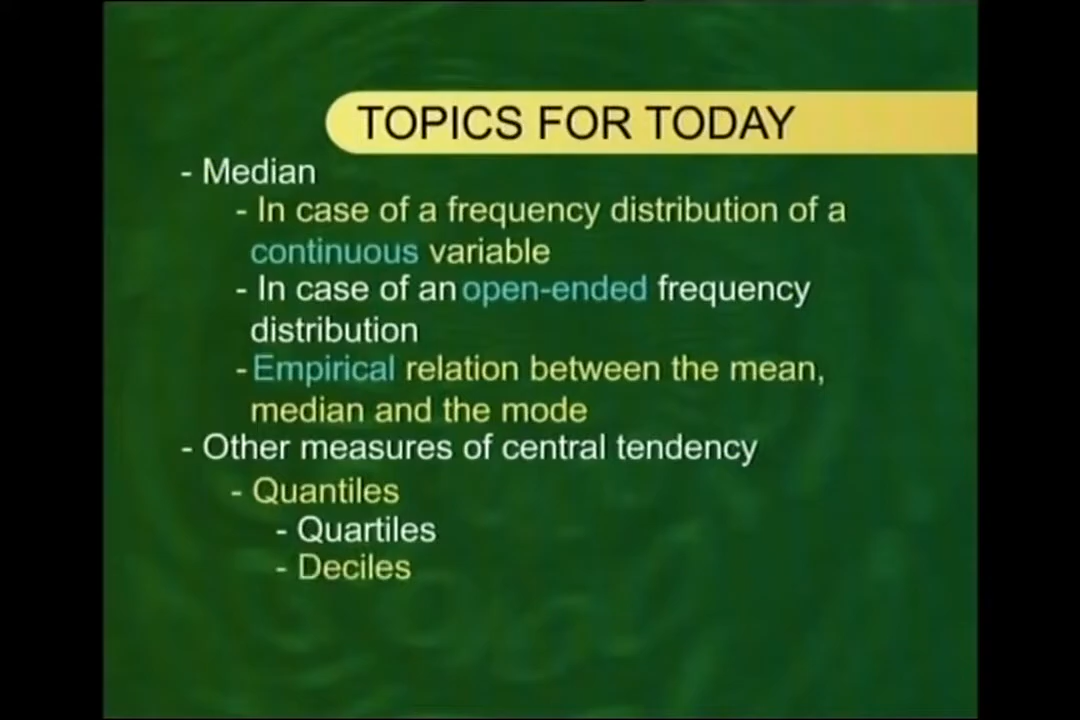 TOPICS FOR TODAY
- Median
- In case of a frequency distribution of a
continuous variable
- In case of an open-ended frequency
distribution
- Empirical relation between the mean,
median and the mode
- Other measures of central tendency
- Quantiles
- Quartiles
- Deciles